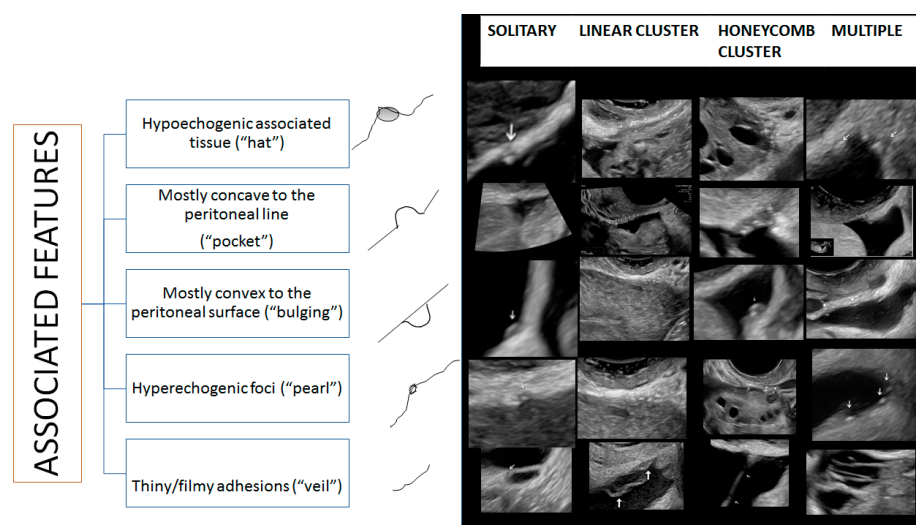 ASSOCIATED FEATURES
Hypoechogenic associated
tissue (“hat”)
Mostly concave to the
peritoneal line
(“pocket”)
Mostly convex to the
peritoneal surface (“bulging”)
Hyperechogenic foci (“pearl”)
Thiny/filmy adhesions (“veil”)
SOLITARY
LINEAR CLUSTER
HONEYCOMB
CLUSTER
MULTIPLE